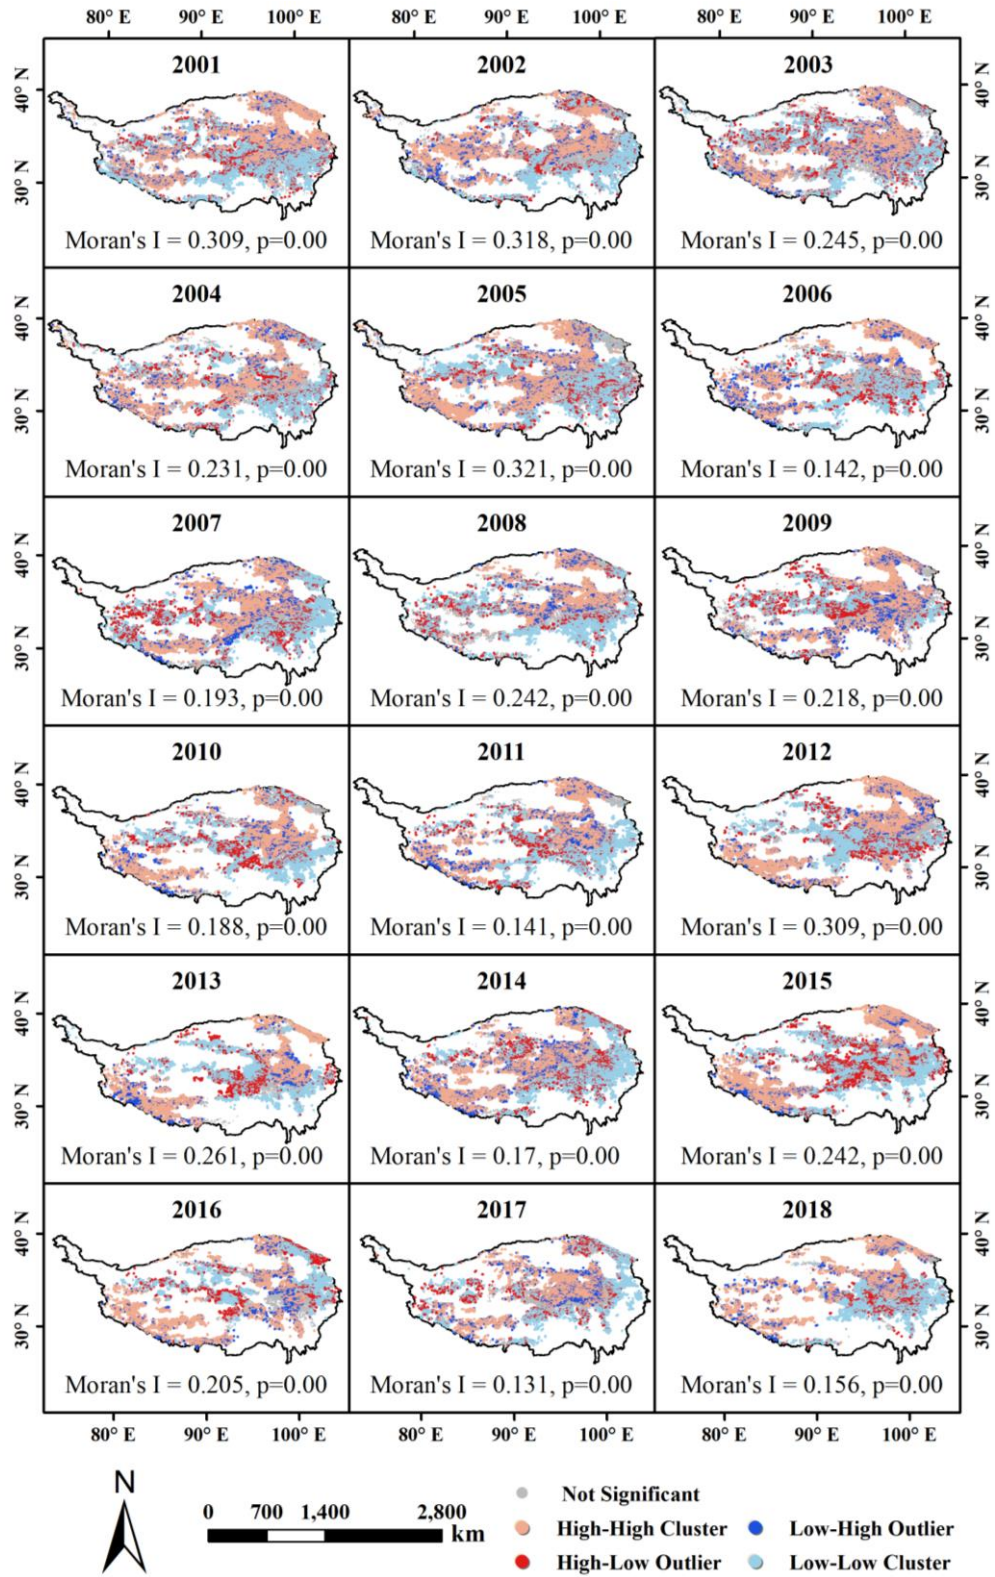 80° E 90° E 100° E 80° E 90° E 100° E 80° E 90° E 100° E
2001 2002 2003
40° N 40° N
30° N 30° N
Moran's I = 0.309, p=0.00 Moran's I = 0.318, p=0.00 Moran's I = 0.245, p=0.00
2004 2005 2006
40° N 40° N
30° N 30° N
Moran's I = 0.231, p=0.00 Moran's I = 0.321, p=0.00 Moran's I = 0.142, p=0.00
2007 2008 2009
40° N 40° N
30° N 30° N
Moran's I = 0.193, p=0.00 Moran's I = 0.242, p=0.00 Moran's I = 0.218, p=0.00
2010 2011 2012
40° N 40° N
30° N 30° N
Moran's I = 0.188, p=0.00 Moran's I = 0.141, p=0.00 Moran's I = 0.309, p=0.00
2013 2014 2015
40° N 40° N
30° N 30° N
Moran's I = 0.261, p=0.00 Moran's I = 0.17, p=0.00 Moran's I = 0.242, p=0.00
2016 2017 2018
40° N 40° N
30° N 30° N
Moran's I = 0.205, p=0.00 Moran's I = 0.131, p=0.00 Moran's I = 0.156, p=0.00
80° E 90° E 100° E 80° E 90° E 100° E 80° E 90° E 100° E
N
0 700 1,400 2,800
km
Not Significant
High-High Cluster Low-High Outlier
High-Low Outlier Low-Low Cluster